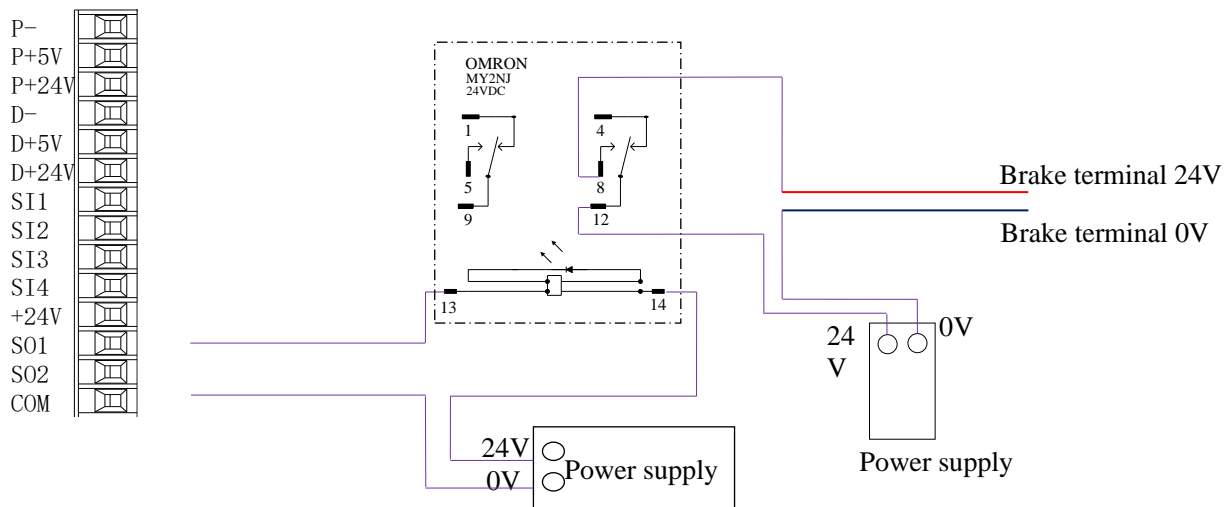 P-
P+5V
P+24V
D-
D+5V
D+24V
SI1
SI2
SI3
SI4
+24V
SO1
SO2
COM
OMRON
MY2NJ
24VDC
1
4
5
8
9
12
13
14
Brake terminal 24V
Brake terminal 0V
24
V
0V
Power supply
24V
0V
Power supply